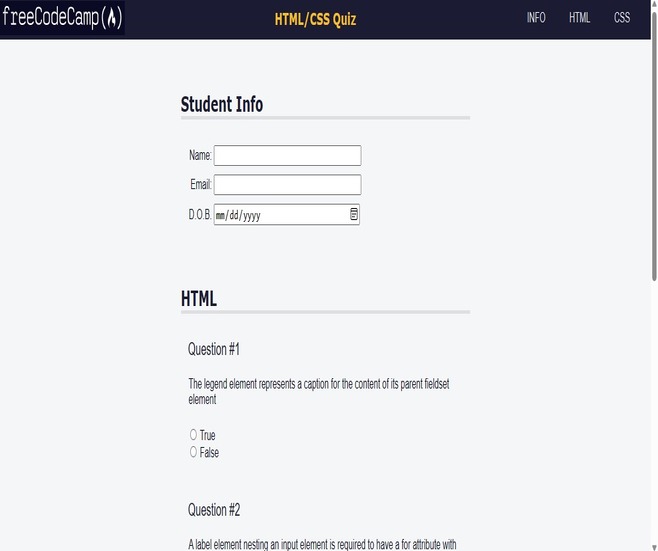 freeCodeCamp
HTML/CSS Quiz
INFO
HTML
CSS
Student Info
Name:
Email:
D.O.B.
mm/dd/yyyy
HTML
Question #1
The legend element represents a caption for the content of its parent fieldset
element
True
False
Question #2
A label element nesting an input element is required to have a for attribute with